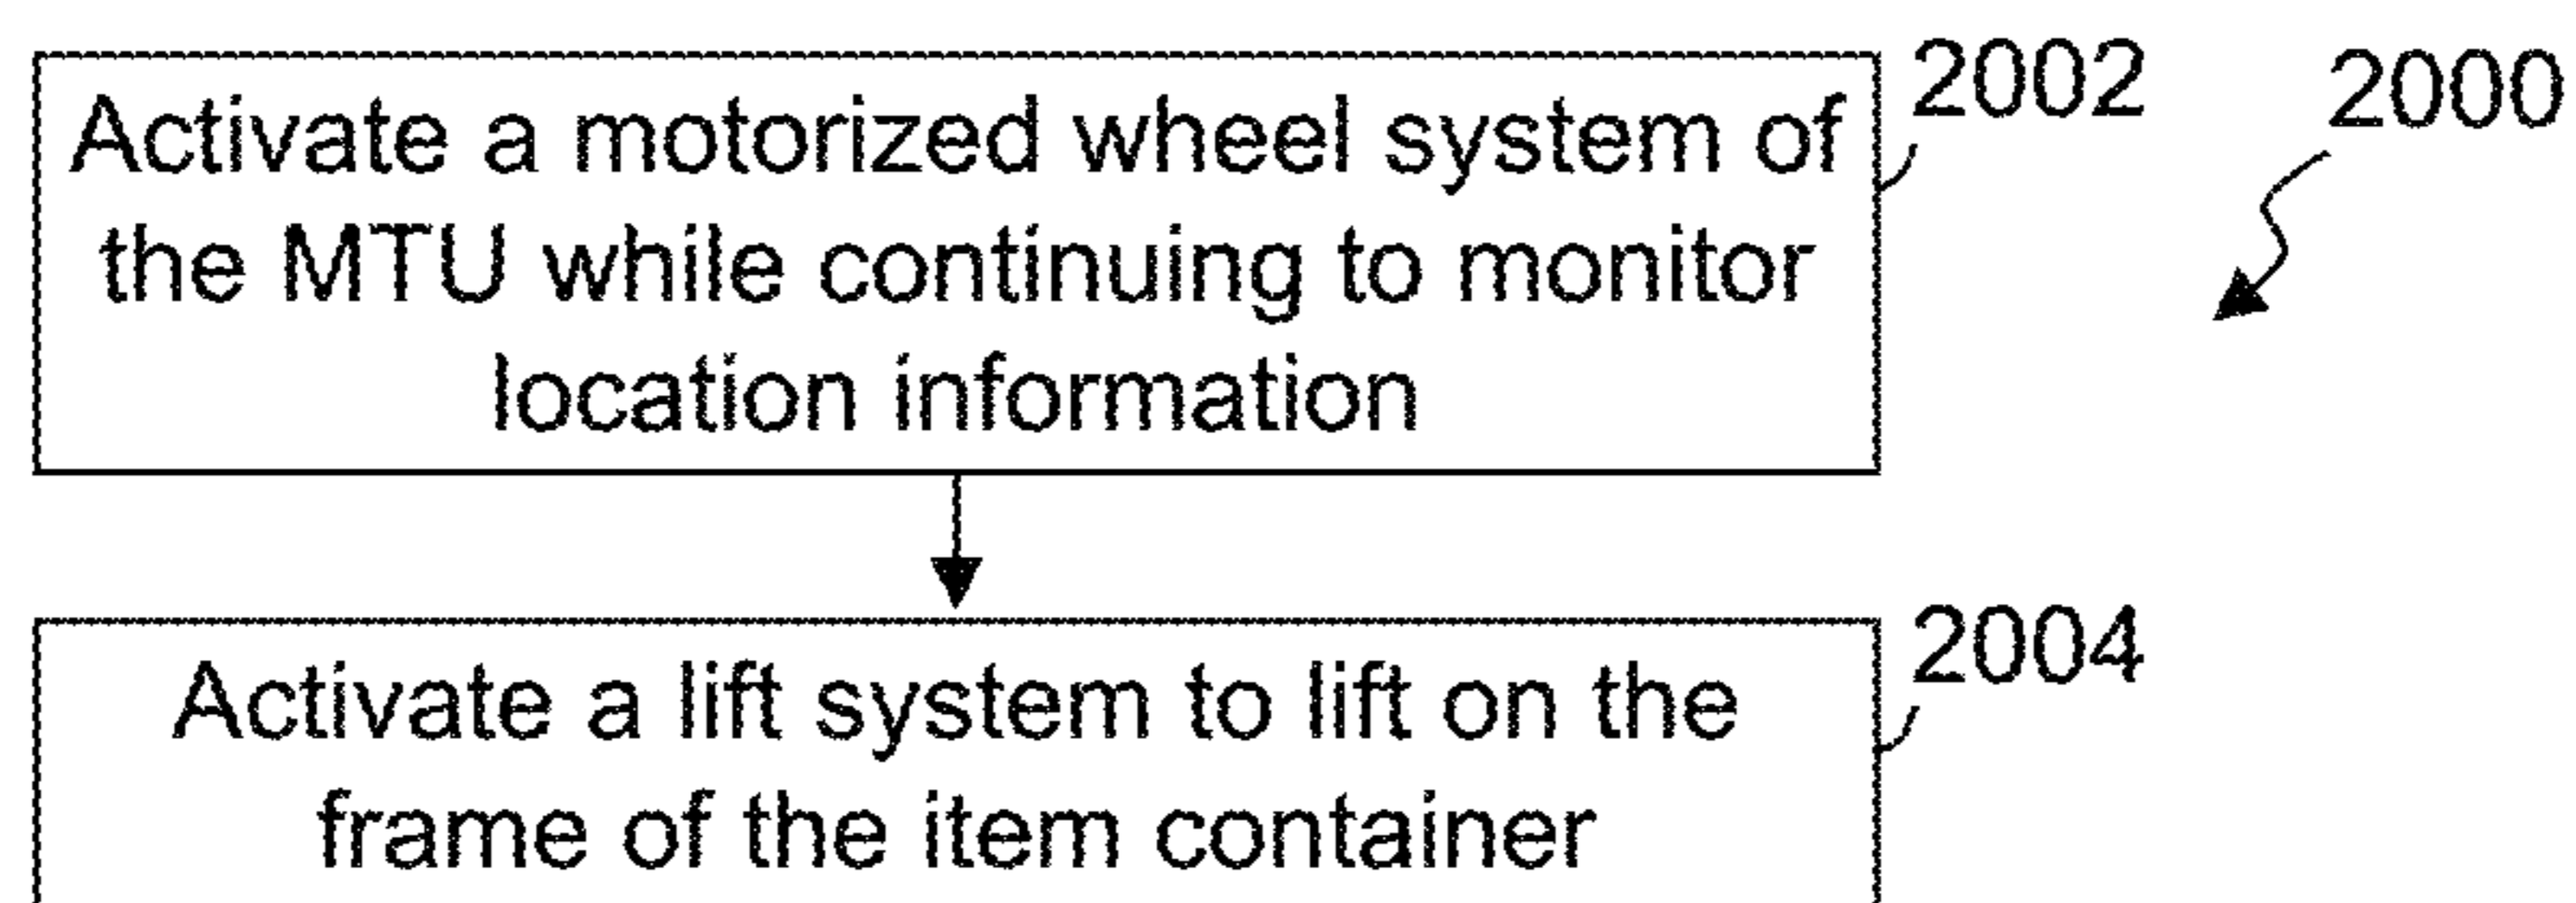 2002
2000
Activate a motorized wheel system of
the MTU while continuing to monitor
location information
2004
Activate a lift system to lift on the
frame of the item container